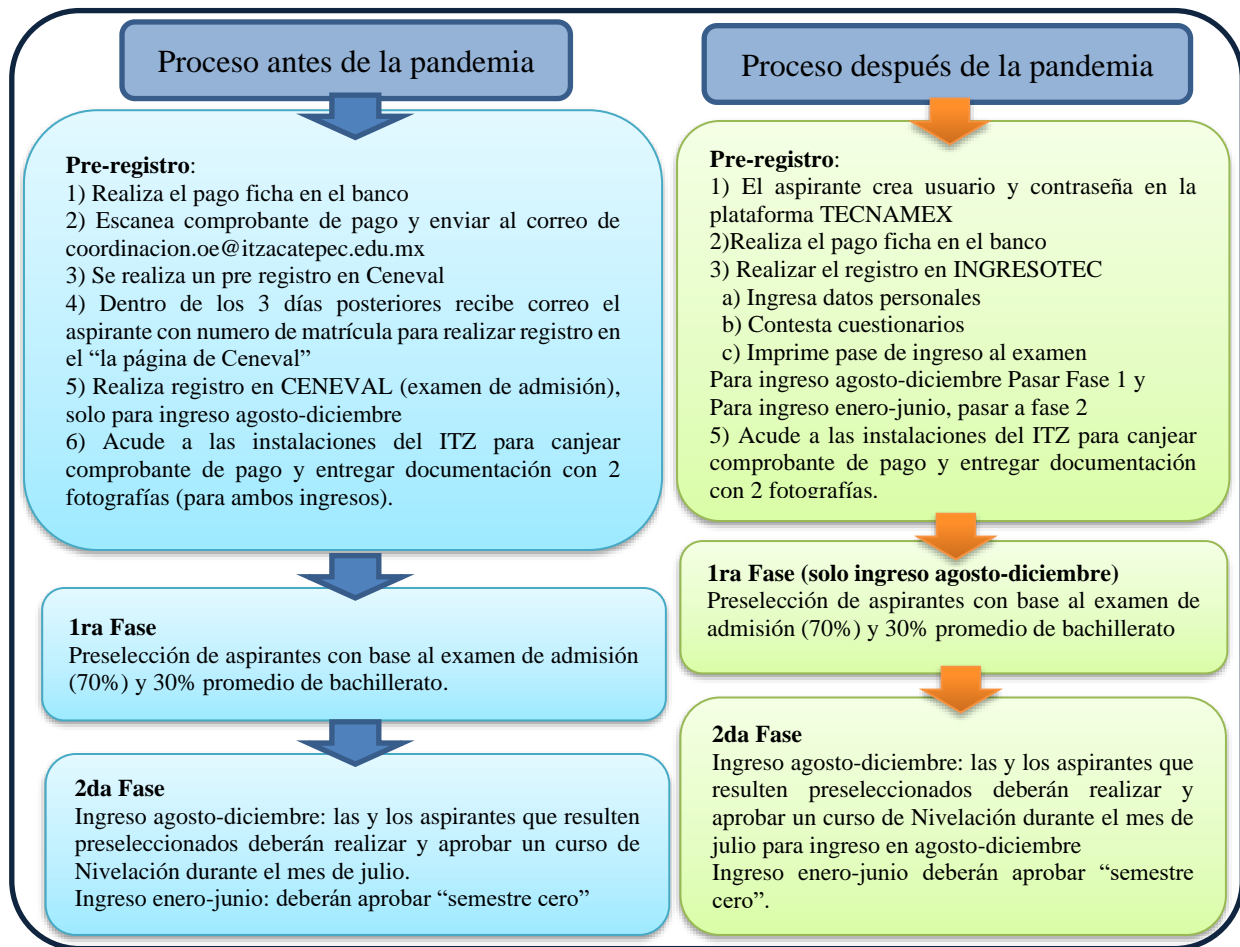 Proceso antes de la pandemia
Pre-registro:
1) Realiza el pago ficha en el banco
2) Escanea comprobante de pago y enviar al correo de
coordinacion.oe@itzacatepec.edu.mx
3) Se realiza un pre registro en Ceneval
4) Dentro de los 3 días posteriores recibe correo el
aspirante con numero de matrícula para realizar registro en
el “la página de Ceneval”
5) Realiza registro en CENEVAL (examen de admisión),
solo para ingreso agosto-diciembre
6) Acude a las instalaciones del ITZ para canjear
comprobante de pago y entregar documentación con 2
fotografías (para ambos ingresos).
1ra Fase
Preselección de aspirantes con base al examen de admisión
(70%) y 30% promedio de bachillerato.
2da Fase
Ingreso agosto-diciembre: las y los aspirantes que resulten
preseleccionados deberán realizar y aprobar un curso de
Nivelación durante el mes de julio.
Ingreso enero-junio: deberán aprobar “semestre cero”
Proceso después de la pandemia
Pre-registro:
1) El aspirante crea usuario y contraseña en la
plataforma TECNAMEX
2)Realiza el pago ficha en el banco
3) Realizar el registro en INGRESOTEC
a) Ingresa datos personales
b) Contesta cuestionarios
c) Imprime pase de ingreso al examen
Para ingreso agosto-diciembre Pasar Fase 1 y
Para ingreso enero-junio, pasar a fase 2
5) Acude a las instalaciones del ITZ para canjear
comprobante de pago y entregar documentación
con 2 fotografías.
1ra Fase (solo ingreso agosto-diciembre)
Preselección de aspirantes con base al examen de
admisión (70%) y 30% promedio de bachillerato
2da Fase
Ingreso agosto-diciembre: las y los aspirantes que
resulten preseleccionados deberán realizar y
aprobar un curso de Nivelación durante el mes de
julio para ingreso en agosto-diciembre
Ingreso enero-junio deberán aprobar “semestre
cero”.